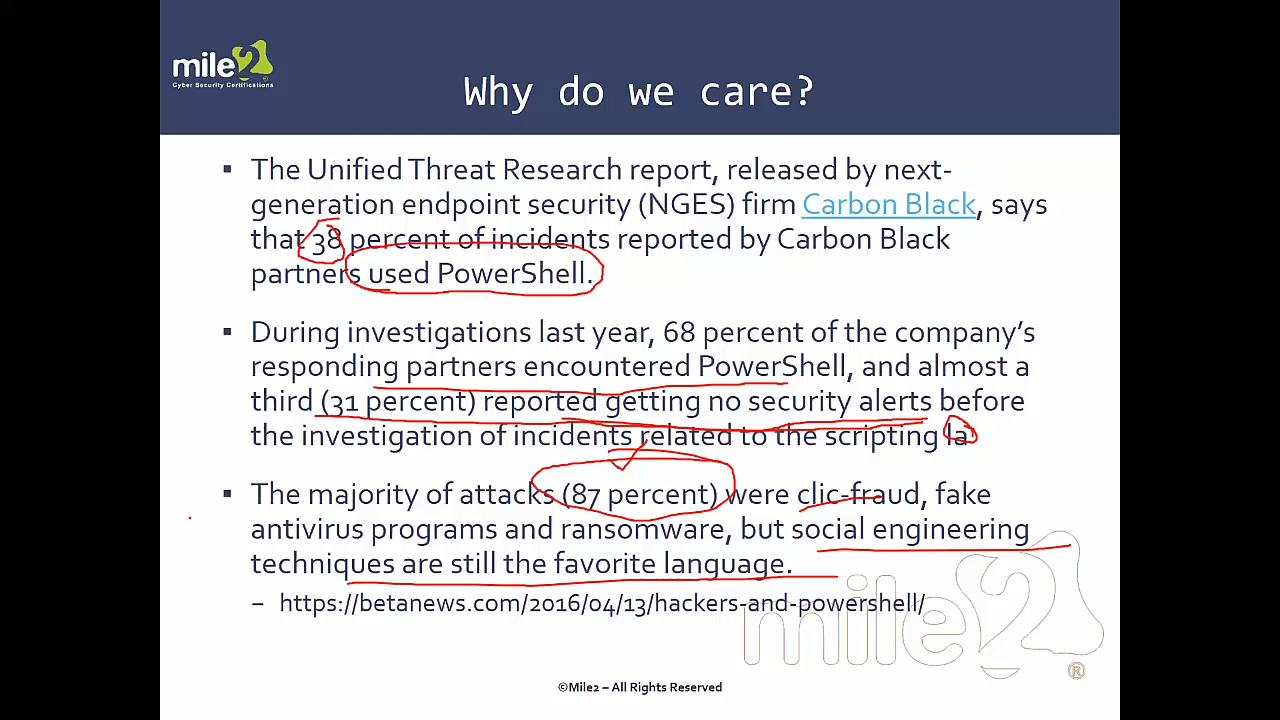 mile2
®
Cyber Security Certifications
Why do we care?
▪ The Unified Threat Research report, released by next-
generation endpoint security (NGES) firm Carbon Black, says
that 38 percent of incidents reported by Carbon Black
partners used PowerShell.
▪ During investigations last year, 68 percent of the company's
responding partners encountered PowerShell, and almost a
third (31 percent) reported getting no security alerts before
the investigation of incidents related to the scripting la
▪ The majority of attacks (87 percent) were clic-fraud, fake
antivirus programs and ransomware, but social engineering
techniques are still the favorite language.
– https://betanews.com/2016/04/13/hackers-and-powershell/
mile2
®
©Mile2 – All Rights Reserved